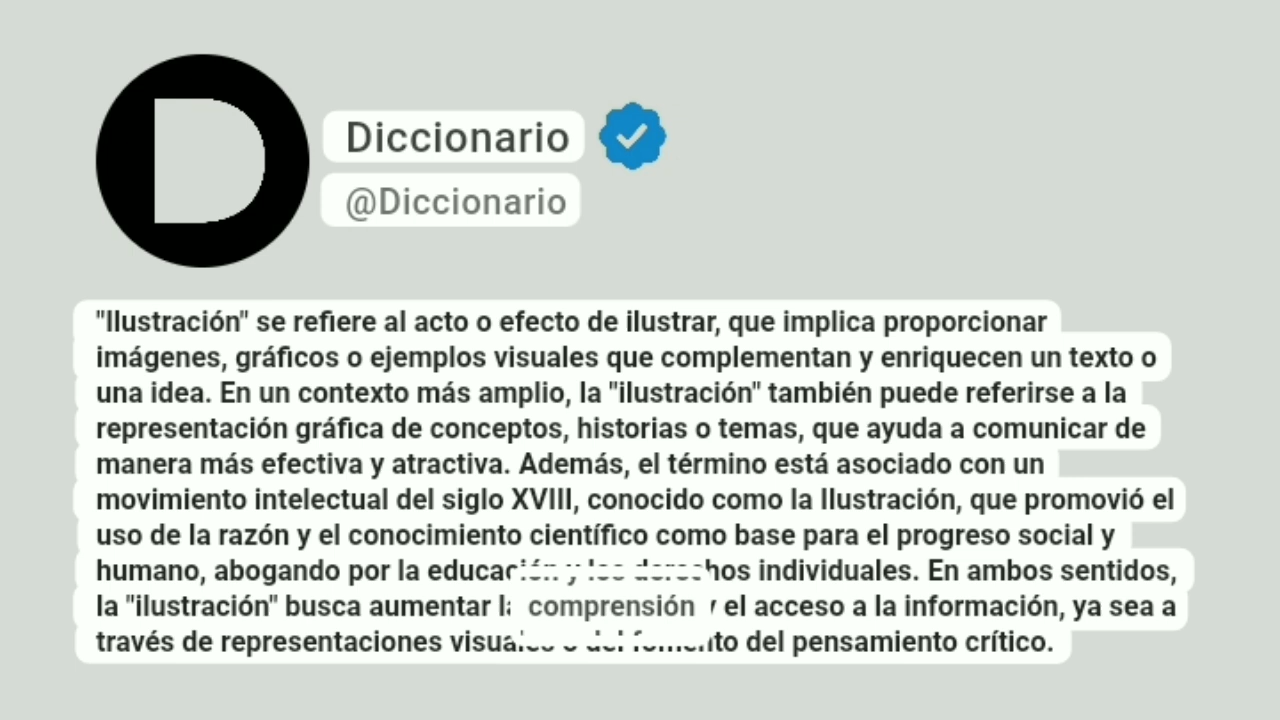 D
Diccionario
@Diccionario
"Ilustración" se refiere al acto o efecto de ilustrar, que implica proporcionar
imágenes, gráficos o ejemplos visuales que complementan y enriquecen un texto o
una idea. En un contexto más amplio, la "ilustración" también puede referirse a la
representación gráfica de conceptos, historias o temas, que ayuda a comunicar de
manera más efectiva y atractiva. Además, el término está asociado con un
movimiento intelectual del siglo XVIII, conocido como la Ilustración, que promovió el
uso de la razón y el conocimiento científico como base para el progreso social y
humano, abogando por la educación y los derechos individuales. En ambos sentidos,
la "ilustración" busca aumentar la comprensión y el acceso a la información, ya sea a
través de representaciones visuales o del fomento del pensamiento crítico.